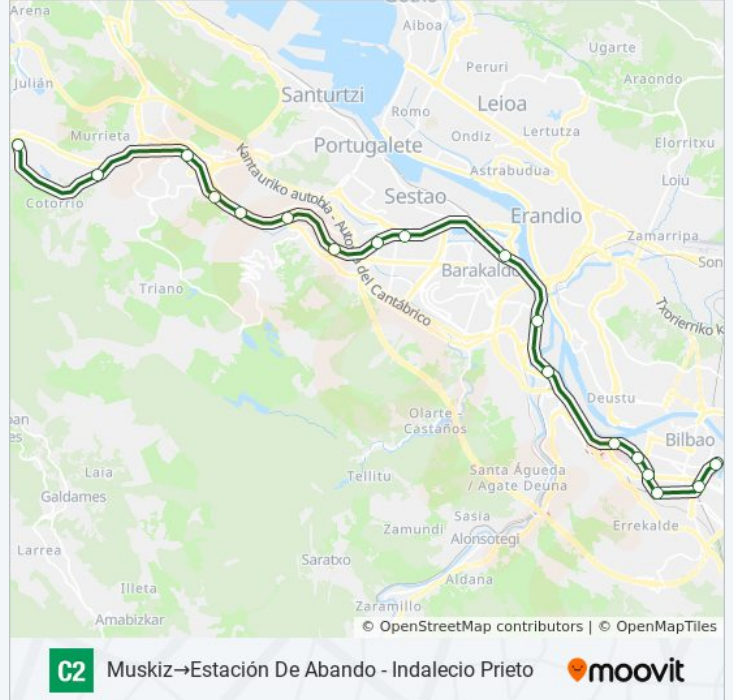 Arena
Aiboa
Ugarte
Peruri
Araondo
Julián
Santurtzi
Leioa
Romo
Murrieta
Portugalete
Ondiz
Lertutza
Elorritxu
Kantauriko autobia - Autovía del Cantábrico
Astrabudua
Loiu
Sestao
Cotorrio
Erandio
Zamarripa
Barakaldo
Triano
Txorierriko
Deustu
Olarte -
Castaños
Bilbao
Laia
Tellitu
Santa Águeda
/ Agate Deuna
Galdames
Sasia
Errekalde
Zamundi
Alonsotegi
Larrea
Saratxo
Aldana
Illeta
Zaramillo
Amabizkar
© OpenStreetMap contributors | © OpenMapTiles
C2 Muskiz→Estación De Abando - Indalecio Prieto moovit